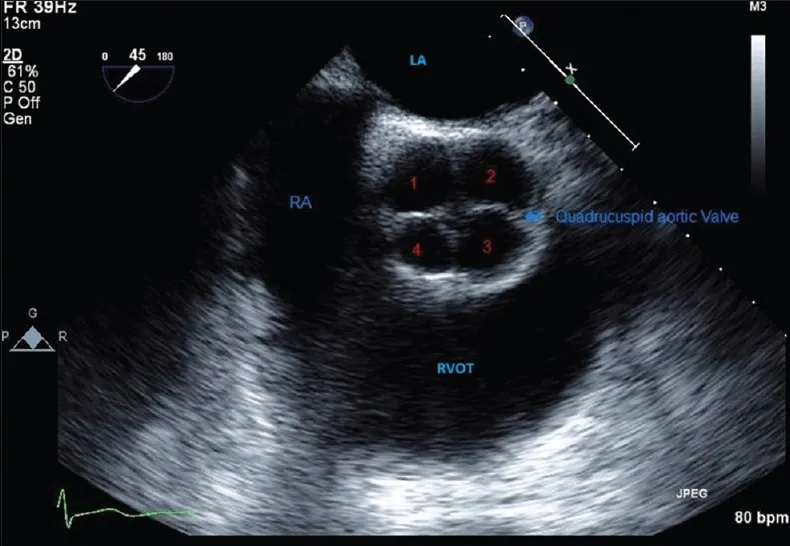 FR 39Hz
13cm
M3
2D
61%
C 50
P Off
Gen
0 45 180
P
X
LA
RA
1
2
Quadrucuspid aortic Valve
4
3
G
P R
RVOT
JPEG
80 bpm